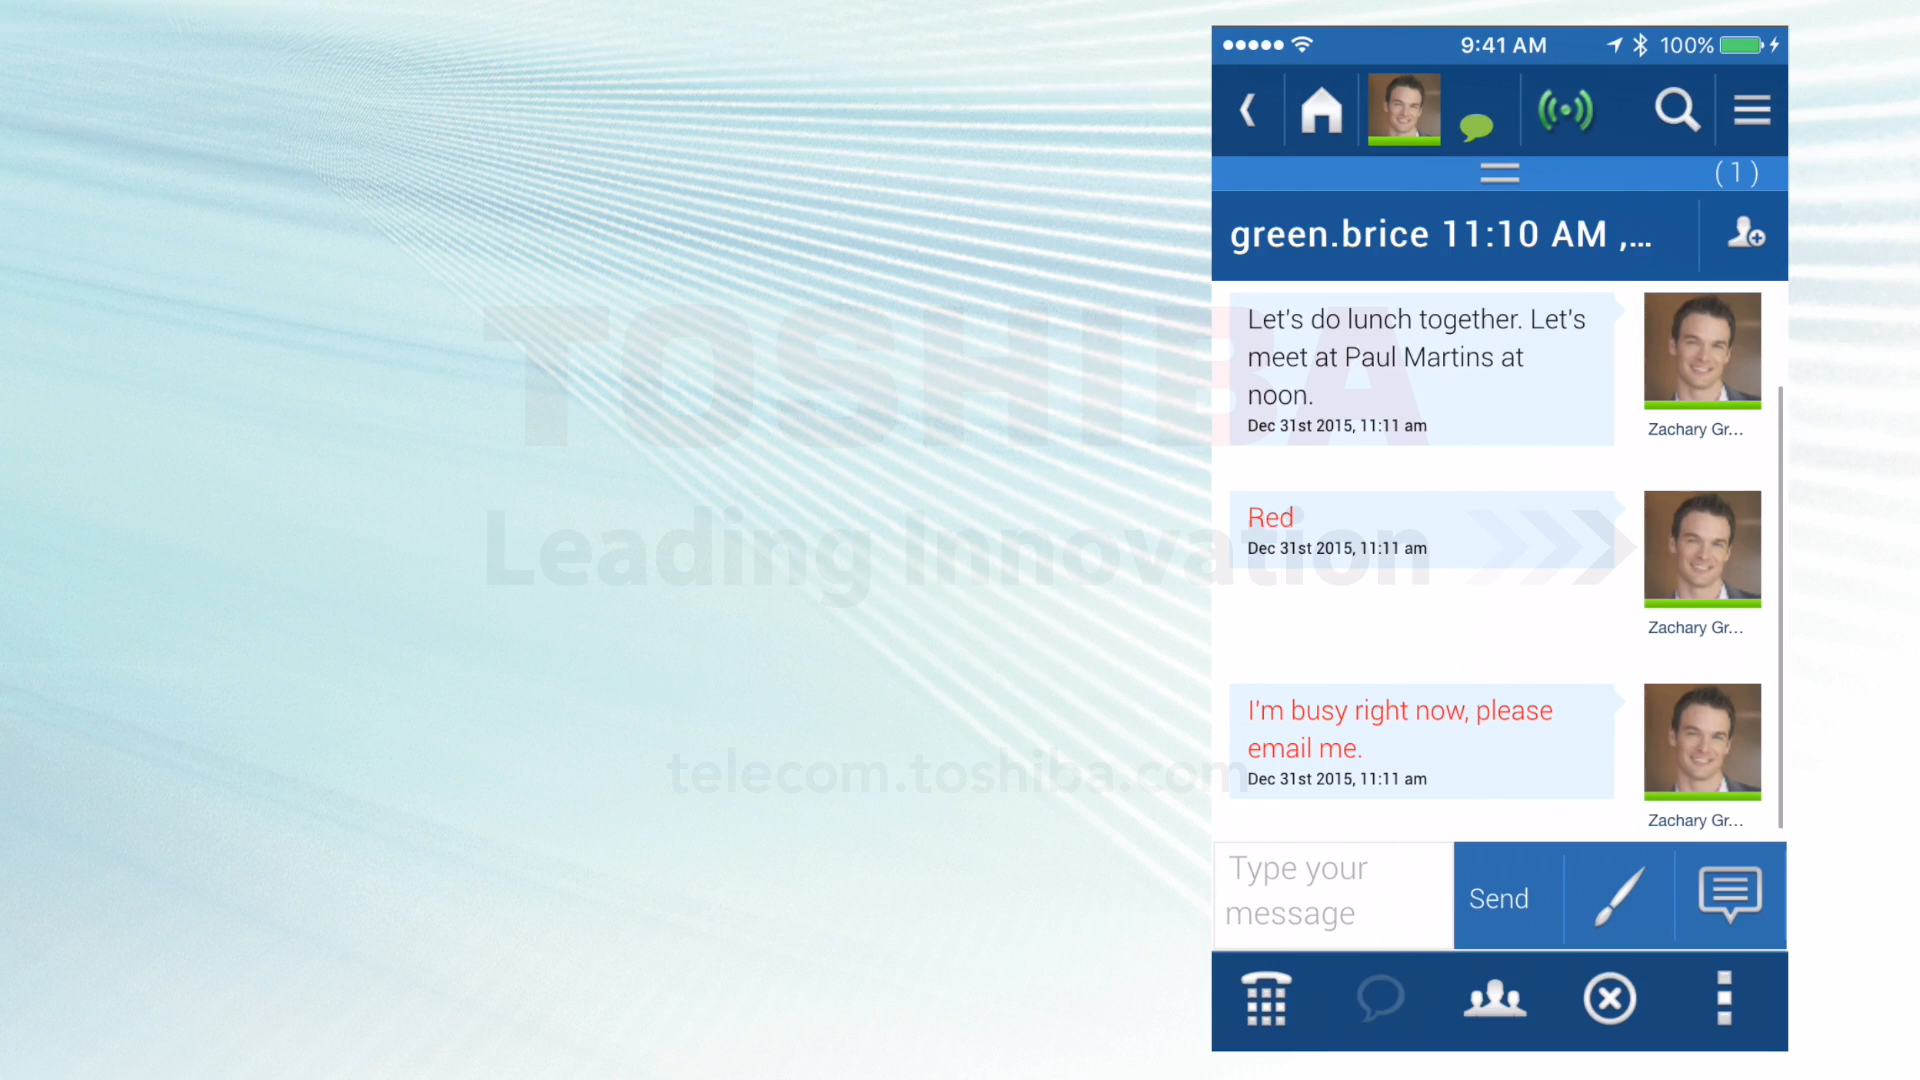 9:41 AM 100%
(1)
green.brice 11:10 AM ,...
TOSHIBA
Leading Innovation
telecom.toshiba.com
Let's do lunch together. Let's
meet at Paul Martins at
noon.
Dec 31st 2015, 11:11 am
Zachary Gr...
Red
Dec 31st 2015, 11:11 am
Zachary Gr...
I'm busy right now, please
email me.
Dec 31st 2015, 11:11 am
Zachary Gr...
Type your
message
Send